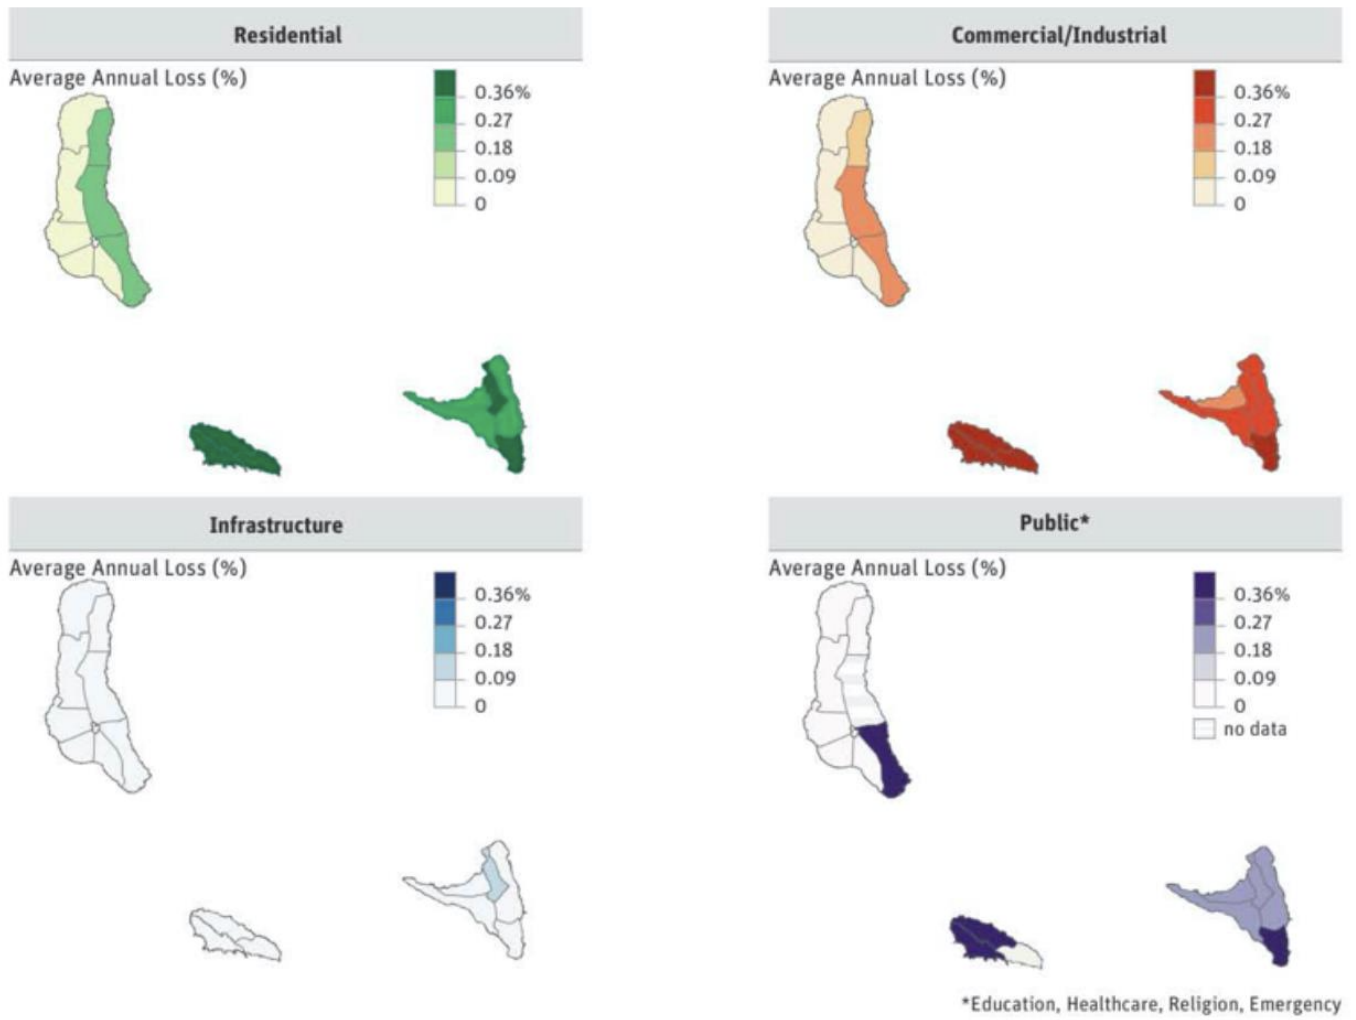 Residential
Average Annual Loss (%)
0.36%
0.27
0.18
0.09
0
Commercial/Industrial
Average Annual Loss (%)
0.36%
0.27
0.18
0.09
0
Infrastructure
Average Annual Loss (%)
0.36%
0.27
0.18
0.09
0
Public*
Average Annual Loss (%)
0.36%
0.27
0.18
0.09
0
no data
*Education, Healthcare, Religion, Emergency